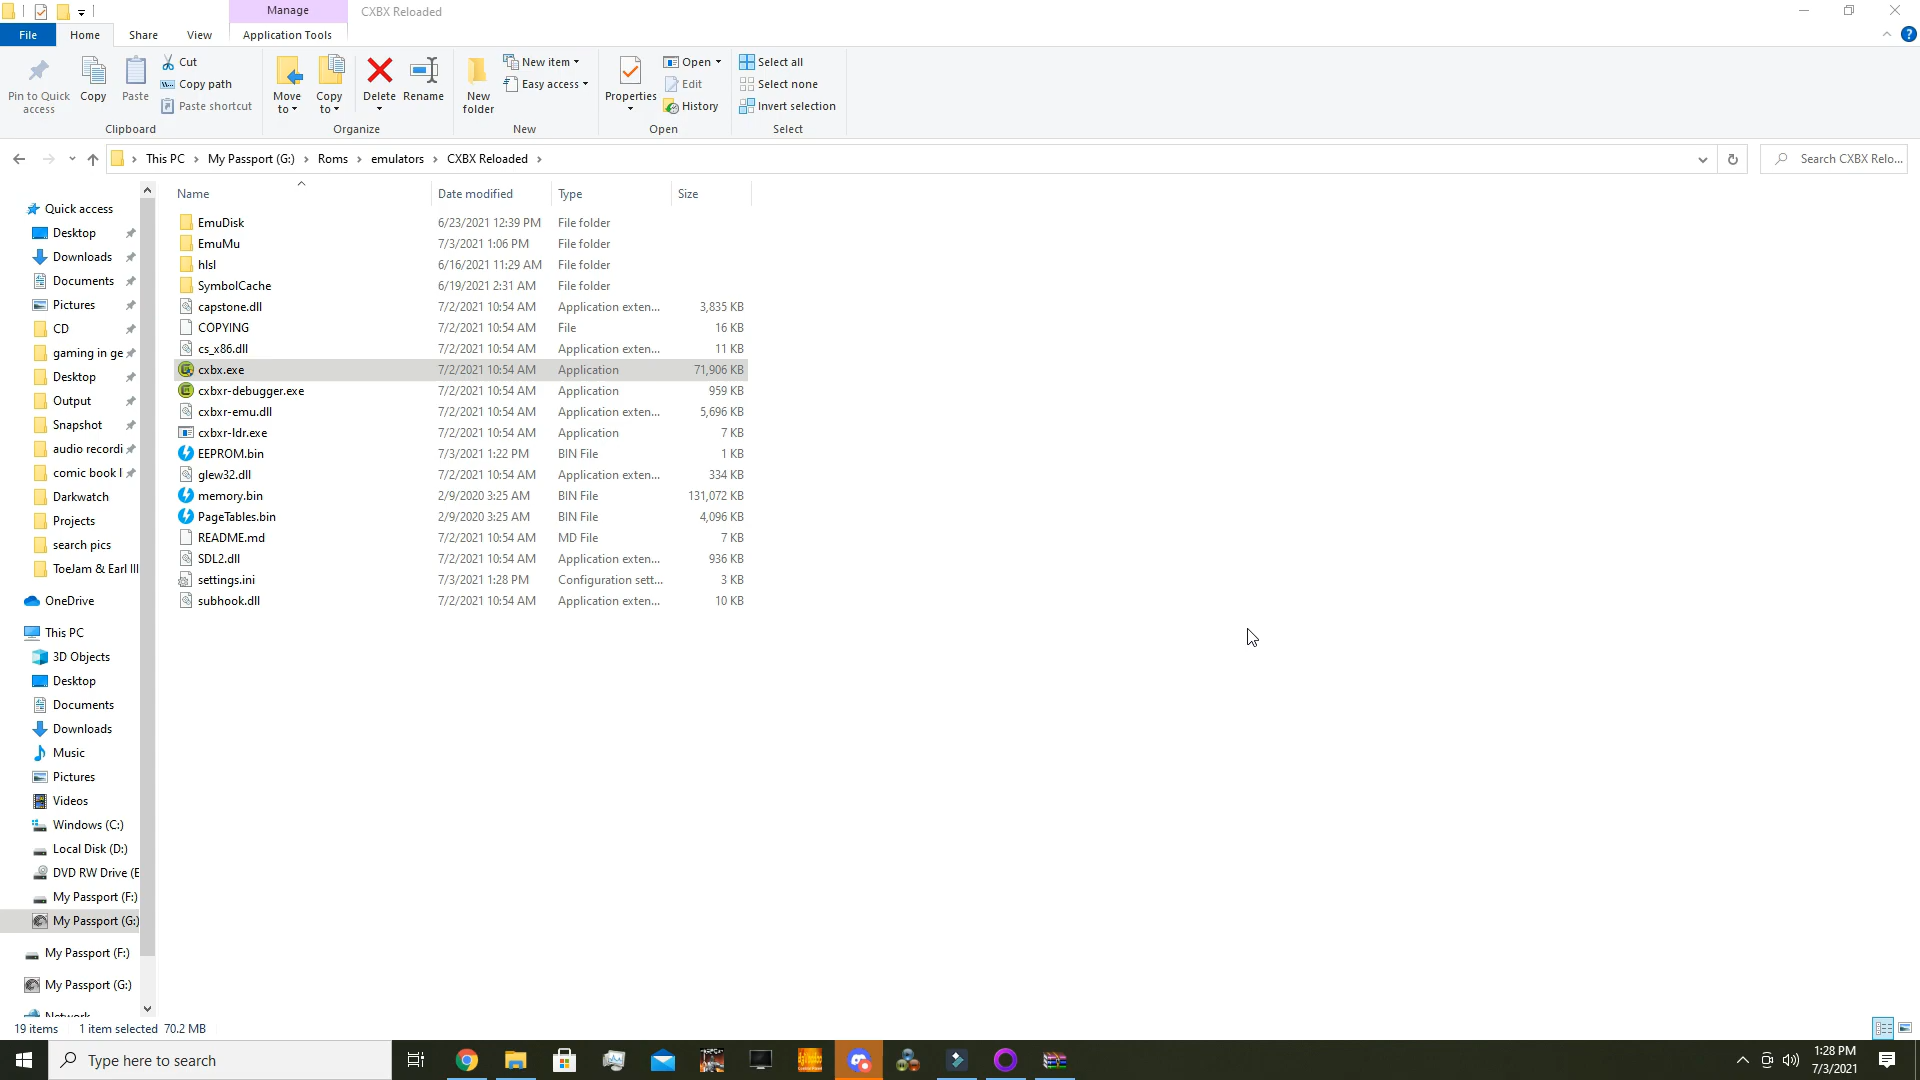 Manage
CXBX Reloaded
File
Home
Share
View
Application Tools
Pin to Quick access
Copy
Paste
Cut
Copy path
Paste shortcut
Clipboard
Move to
Copy to
Delete
Rename
Organize
New folder
New item
Easy access
New
Properties
Open
Edit
History
Open
Select all
Select none
Invert selection
Select
This PC > My Passport (G:) > Roms > emulators > CXBX Reloaded >
Search CXBX Relo...
Name Date modified Type Size
EmuDisk 6/23/2021 12:39 PM File folder
EmuMu 7/3/2021 1:06 PM File folder
hlsl 6/16/2021 11:29 AM File folder
SymbolCache 6/19/2021 2:31 AM File folder
capstone.dll 7/2/2021 10:54 AM Application exten... 3,835 KB
COPYING 7/2/2021 10:54 AM File 16 KB
cs_x86.dll 7/2/2021 10:54 AM Application exten... 11 KB
cxbx.exe 7/2/2021 10:54 AM Application 71,906 KB
cxbxr-debugger.exe 7/2/2021 10:54 AM Application 959 KB
cxbxr-emu.dll 7/2/2021 10:54 AM Application exten... 5,696 KB
cxbxr-ldr.exe 7/2/2021 10:54 AM Application 7 KB
EEPROM.bin 7/3/2021 1:22 PM BIN File 1 KB
glew32.dll 7/2/2021 10:54 AM Application exten... 334 KB
memory.bin 2/9/2020 3:25 AM BIN File 131,072 KB
PageTables.bin 2/9/2020 3:25 AM BIN File 4,096 KB
README.md 7/2/2021 10:54 AM MD File 7 KB
SDL2.dll 7/2/2021 10:54 AM Application exten... 936 KB
settings.ini 7/3/2021 1:28 PM Configuration sett... 3 KB
subhook.dll 7/2/2021 10:54 AM Application exten... 10 KB
Quick access
Desktop
Downloads
Documents
Pictures
CD
gaming in ge
Desktop
Output
Snapshot
audio recordi
comic book l
Darkwatch
Projects
search pics
ToeJam & Earl III
OneDrive
This PC
3D Objects
Desktop
Documents
Downloads
Music
Pictures
Videos
Windows (C:)
Local Disk (D:)
DVD RW Drive (E
My Passport (F:)
My Passport (G:)
My Passport (F:)
My Passport (G:)
Network
19 items 1 item selected 70.2 MB
Type here to search
1:28 PM
7/3/2021